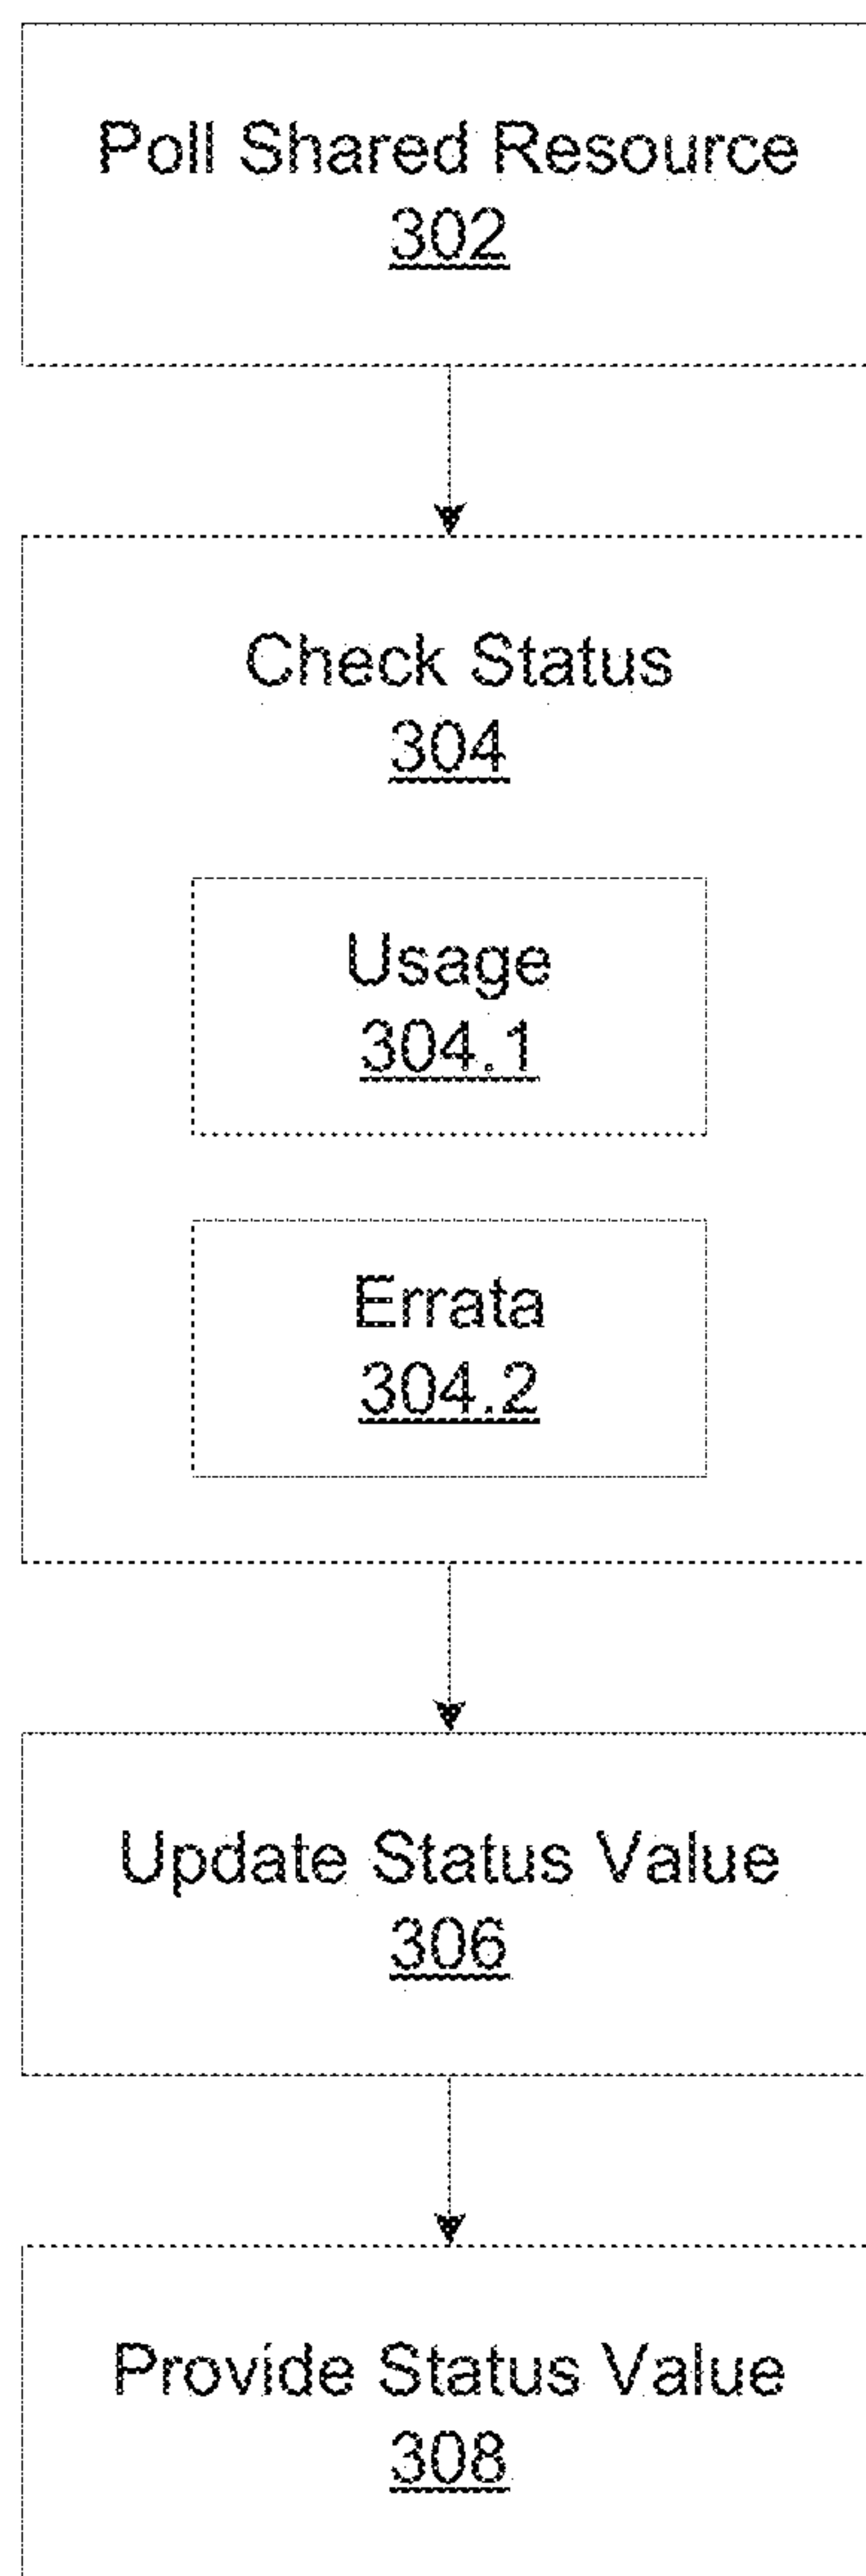 Poll Shared Resource
302
Check Status
304
Usage
304.1
Errata
304.2
Update Status Value
306
Provide Status Value
308